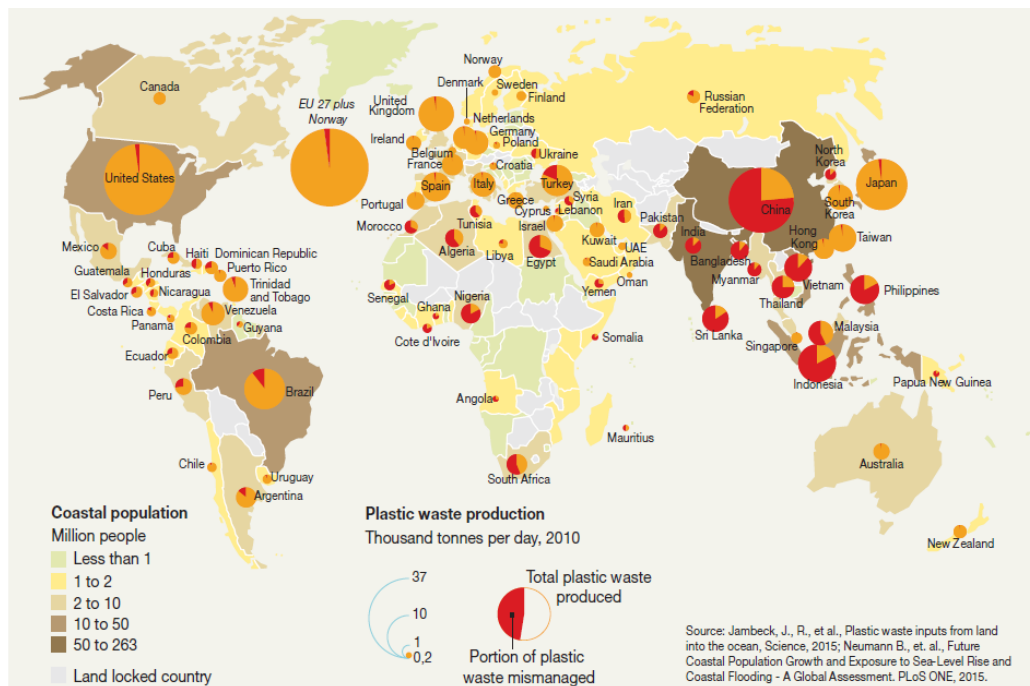 Canada
United States
EU 27 plus
Norway
United
Kingdom
Ireland
Norway
Denmark
Sweden
Finland
Netherlands
Germany
Poland
Belgium
France
Croatia
Ukraine
Spain
Italy
Turkey
Portugal
Greece
Cyprus
Syria
Lebanon
Israel
Morocco
Tunisia
Algeria
Libya
Egypt
Iran
Pakistan
Kuwait
UAE
Saudi Arabia
Oman
Yemen
Russian
Federation
North
Korea
South
Korea
Japan
China
Hong
Kong
Taiwan
India
Bangladesh
Myanmar
Thailand
Vietnam
Philippines
Sri Lanka
Malaysia
Singapore
Indonesia
Papua New Guinea
Australia
New Zealand
Mexico
Cuba
Haiti
Dominican Republic
Puerto Rico
Guatemala
Honduras
Trinidad
and Tobago
El Salvador
Nicaragua
Costa Rica
Venezuela
Panama
Guyana
Colombia
Ecuador
Peru
Brazil
Chile
Uruguay
Argentina
Senegal
Ghana
Nigeria
Cote d'Ivoire
Somalia
Angola
Mauritius
South Africa
Coastal population
Million people
Less than 1
1 to 2
2 to 10
10 to 50
50 to 263
Land locked country
Plastic waste production
Thousand tonnes per day, 2010
37
10
1
0,2
Total plastic waste
produced
Portion of plastic
waste mismanaged
Source: Jambeck, J., R., et al., Plastic waste inputs from land
into the ocean, Science, 2015; Neumann B., et. al., Future
Coastal Population Growth and Exposure to Sea-Level Rise and
Coastal Flooding - A Global Assessment. PLoS ONE, 2015.